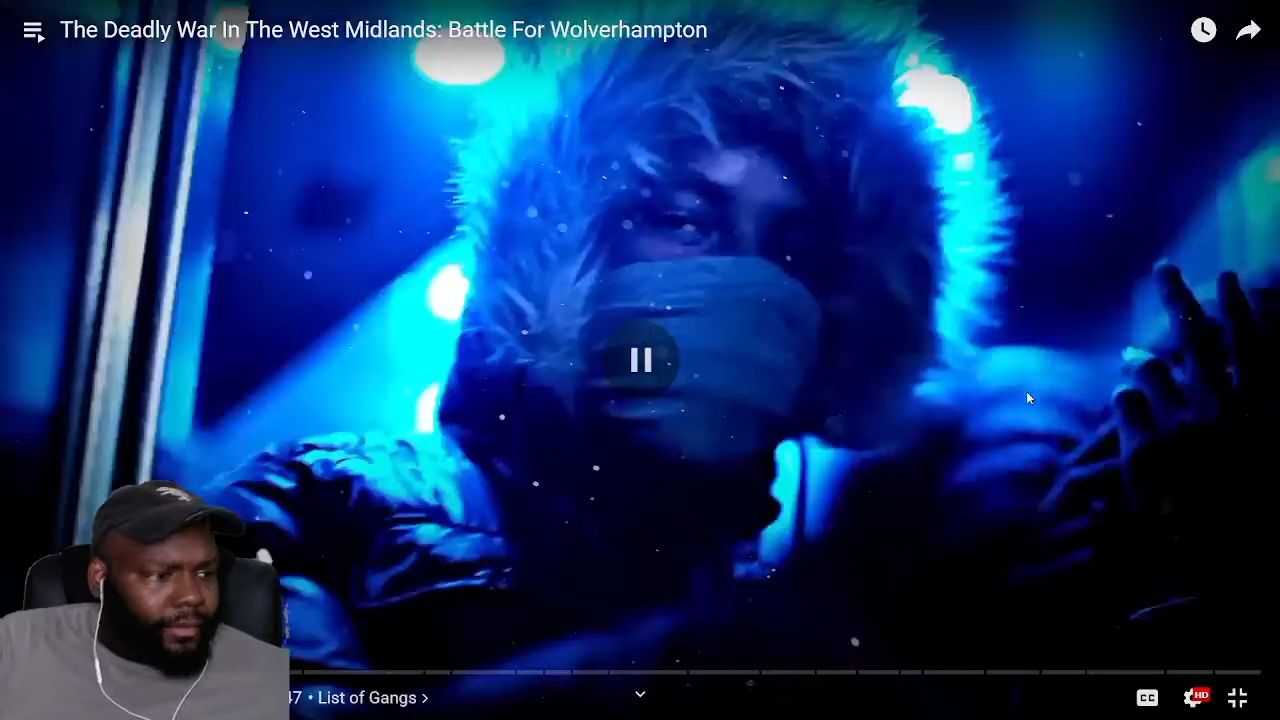 The Deadly War In The West Midlands: Battle For Wolverhampton
47 • List of Gangs ›
CC
HD